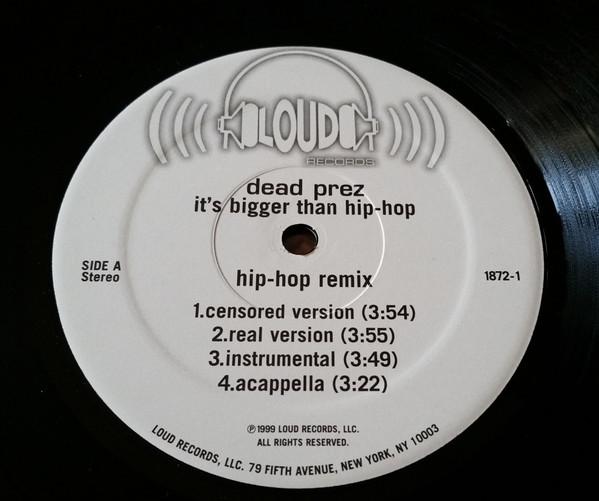 LOUD
RECORDS
dead prez
it's bigger than hip-hop
SIDE A
Stereo
1872-1
hip-hop remix
1.censored version (3:54)
2.real version (3:55)
3.instrumental (3:49)
4.acappella (3:22)
℗1999 LOUD RECORDS, LLC.
ALL RIGHTS RESERVED.
LOUD RECORDS, LLC. 79 FIFTH AVENUE, NEW YORK, NY 10003